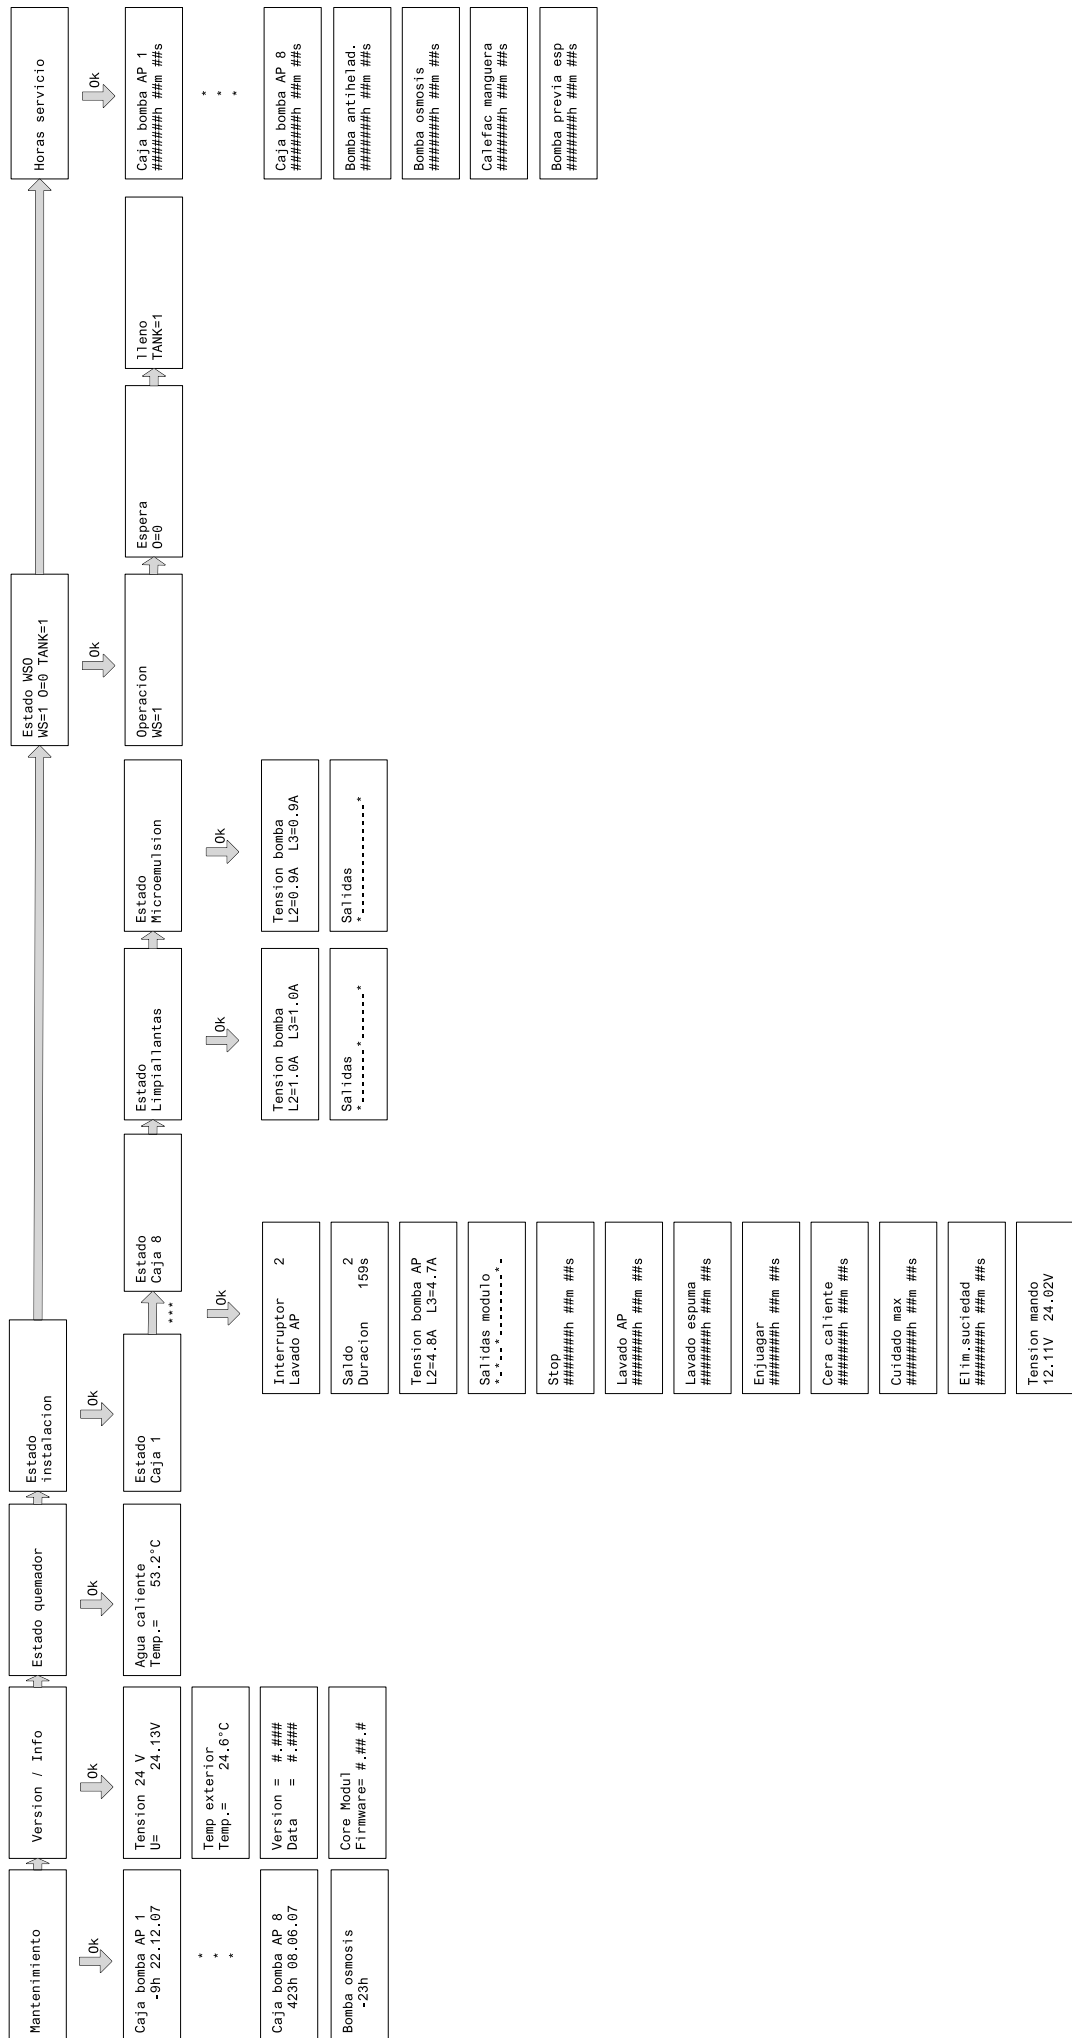 Mantenimiento
Version / Info
Estado quemador
Estado
instalacion
Estado WSO
WS=1 O=0 TANK=1
Horas servicio
Ok
Ok
Ok
Ok
Ok
Ok
Caja bomba AP 1
-9h 22.12.07
*
*
*
Caja bomba AP 8
423h 08.06.07
Bomba osmosis
-23h
Tension 24 V
U= 24.13V
Temp exterior
Temp.= 24.6°C
Version = #.###
Data = #.###
Core Modul
Firmware= #.##.#
Agua caliente
Temp.= 53.2°C
Estado
Caja 1
***
Estado
Caja 8
Ok
Interruptor 2
Lavado AP
Saldo 2
Duracion 159s
Tension bomba AP
L2=4.8A L3=4.7A
Salidas modulo
*-*--*--------*-
Stop
#######h ##m ##s
Lavado AP
#######h ##m ##s
Lavado espuma
#######h ##m ##s
Enjuagar
#######h ##m ##s
Cera caliente
#######h ##m ##s
Cuidado max
#######h ##m ##s
Elim.suciedad
#######h ##m ##s
Tension mando
12.11V 24.02V
Estado
Limpiallantas
Ok
Tension bomba
L2=1.0A L3=1.0A
Salidas
*-------*------*
Estado
Microemulsion
Ok
Tension bomba
L2=0.9A L3=0.9A
Salidas
*--------------*
Operacion
WS=1
Espera
O=0
lleno
TANK=1
Caja bomba AP 1
#######h ##m ##s
*
*
*
Caja bomba AP 8
#######h ##m ##s
Bomba antihelad.
#######h ##m ##s
Bomba osmosis
#######h ##m ##s
Calefac manguera
#######h ##m ##s
Bomba previa esp
#######h ##m ##s